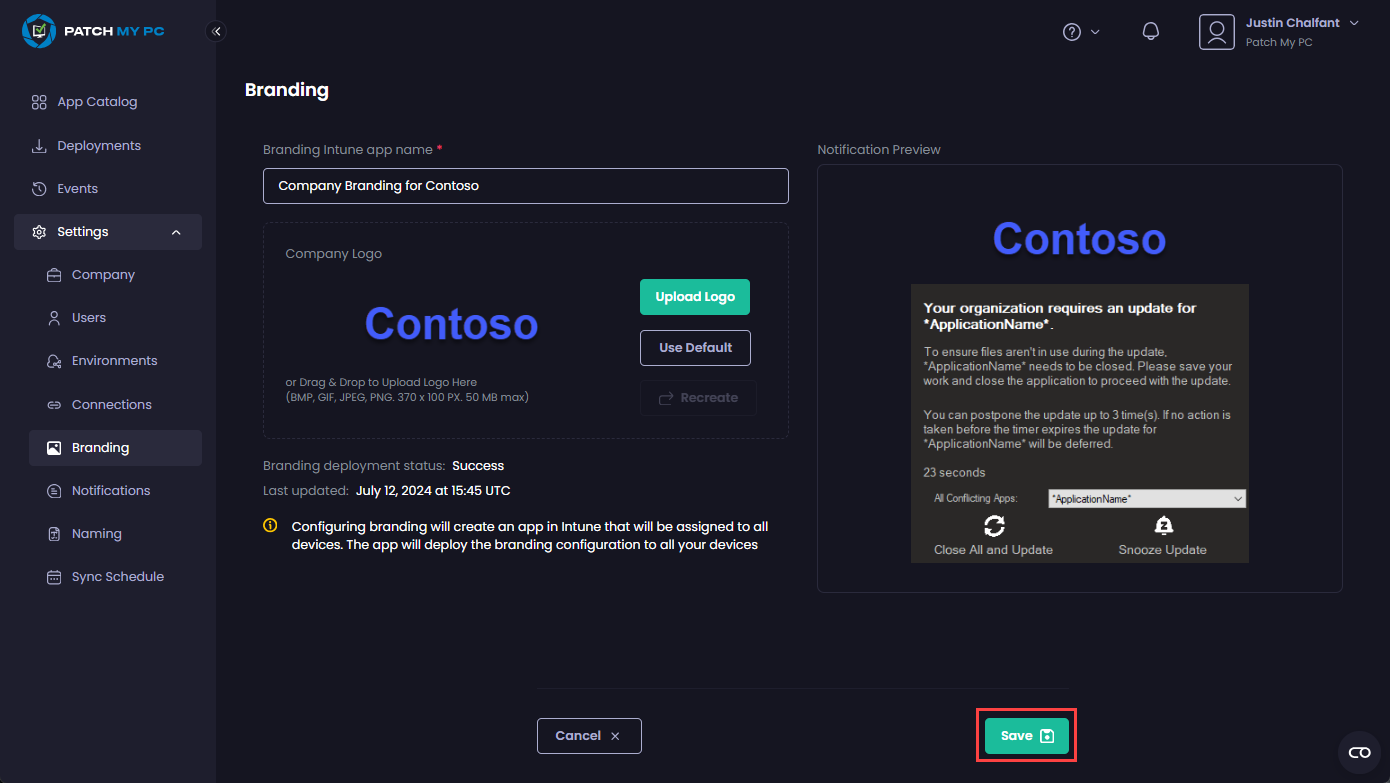 PATCH MY PC
Justin Chalfant
Patch My PC
App Catalog
Deployments
Events
Settings
Company
Users
Environments
Connections
Branding
Notifications
Naming
Sync Schedule
Branding
Branding Intune app name *
Company Branding for Contoso
Company Logo
Contoso
Upload Logo
Use Default
Recreate
or Drag & Drop to Upload Logo Here
(BMP, GIF, JPEG, PNG. 370 x 100 PX. 50 MB max)
Branding deployment status: Success
Last updated: July 12, 2024 at 15:45 UTC
Configuring branding will create an app in Intune that will be assigned to all
devices. The app will deploy the branding configuration to all your devices
Notification Preview
Contoso
Your organization requires an update for
*ApplicationName*.
To ensure files aren't in use during the update,
*ApplicationName* needs to be closed. Please save your
work and close the application to proceed with the update.
You can postpone the update up to 3 time(s). If no action is
taken before the timer expires the update for
*ApplicationName* will be deferred.
23 seconds
All Conflicting Apps: *ApplicationName*
Close All and Update
Snooze Update
Cancel
Save